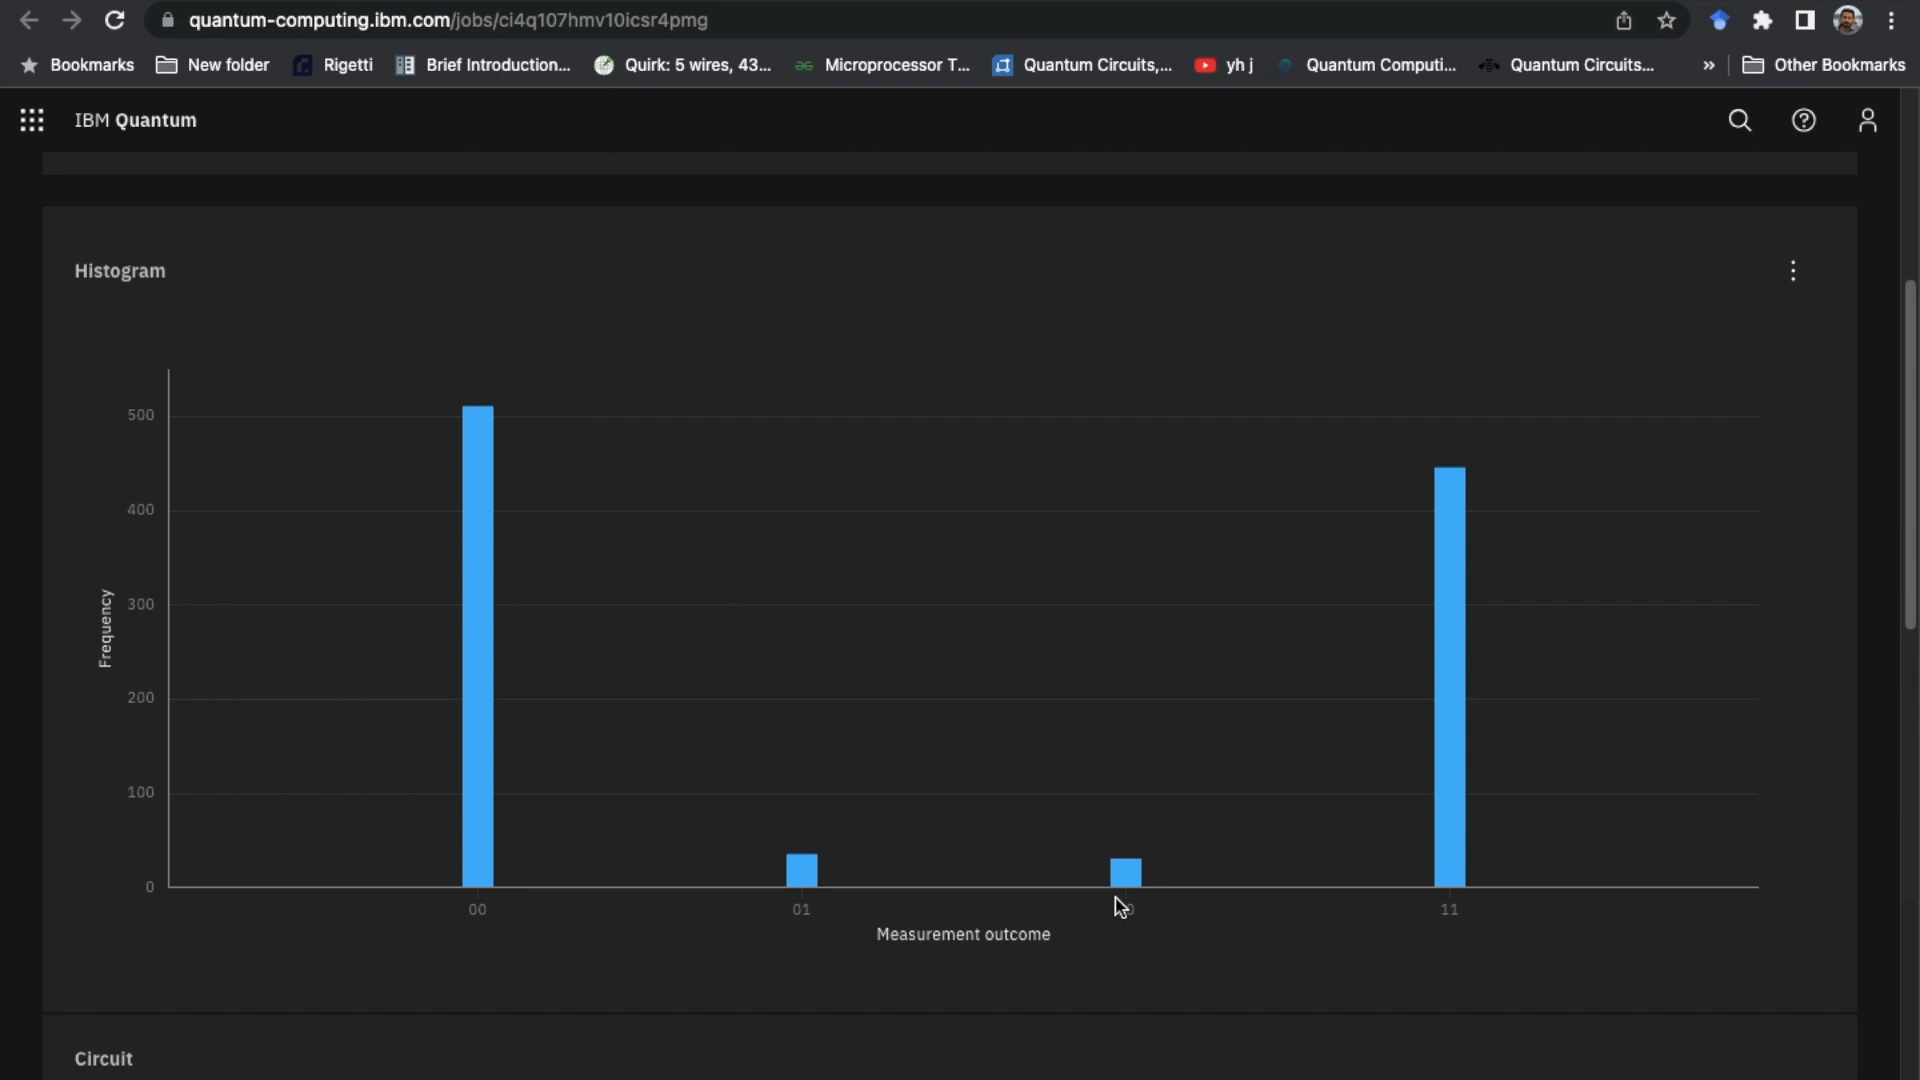 quantum-computing.ibm.com/jobs/ci4q107hmv10icsr4pmg
Bookmarks New folder Rigetti Brief Introduction... Quirk: 5 wires, 43... Microprocessor T... Quantum Circuits,... yh j Quantum Computi... Quantum Circuits... » Other Bookmarks
IBM Quantum
Histogram
500
400
300
200
100
0
Frequency
00 01 11
Measurement outcome
Circuit